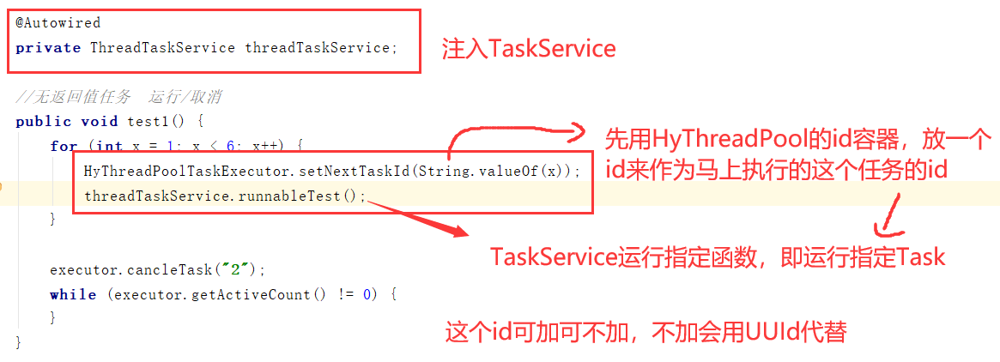 @Autowired
private ThreadTaskService threadTaskService;
注入TaskService
//无返回值任务  运行/取消
public void test1() {
for (int x = 1; x < 6; x++) {
先用HyThreadPool的id容器，放一个
id来作为马上执行的这个任务的id
HyThreadPoolTaskExecutor.setNextTaskId(String.valueOf(x));
threadTaskService.runnableTest();
}
TaskService运行指定函数，即运行指定Task
executor.cancleTask("2");
while (executor.getActiveCount() != 0) {
}
这个id可加可不加，不加会用UUId代替
}